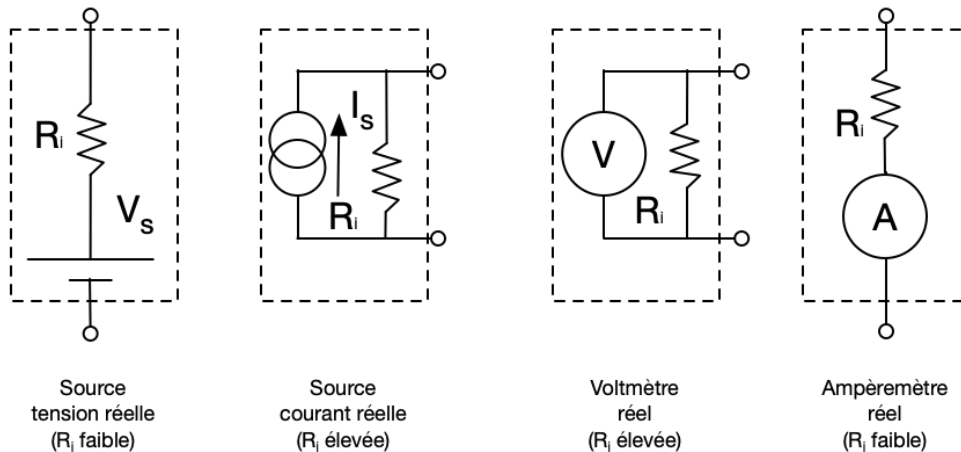 Ri
Vs
Source
tension réelle
(Ri faible)
Is
Ri
Source
courant réelle
(Ri élevée)
V
Ri
Voltmètre
réel
(Ri élevée)
Ri
A
Ampèremètre
réel
(Ri faible)